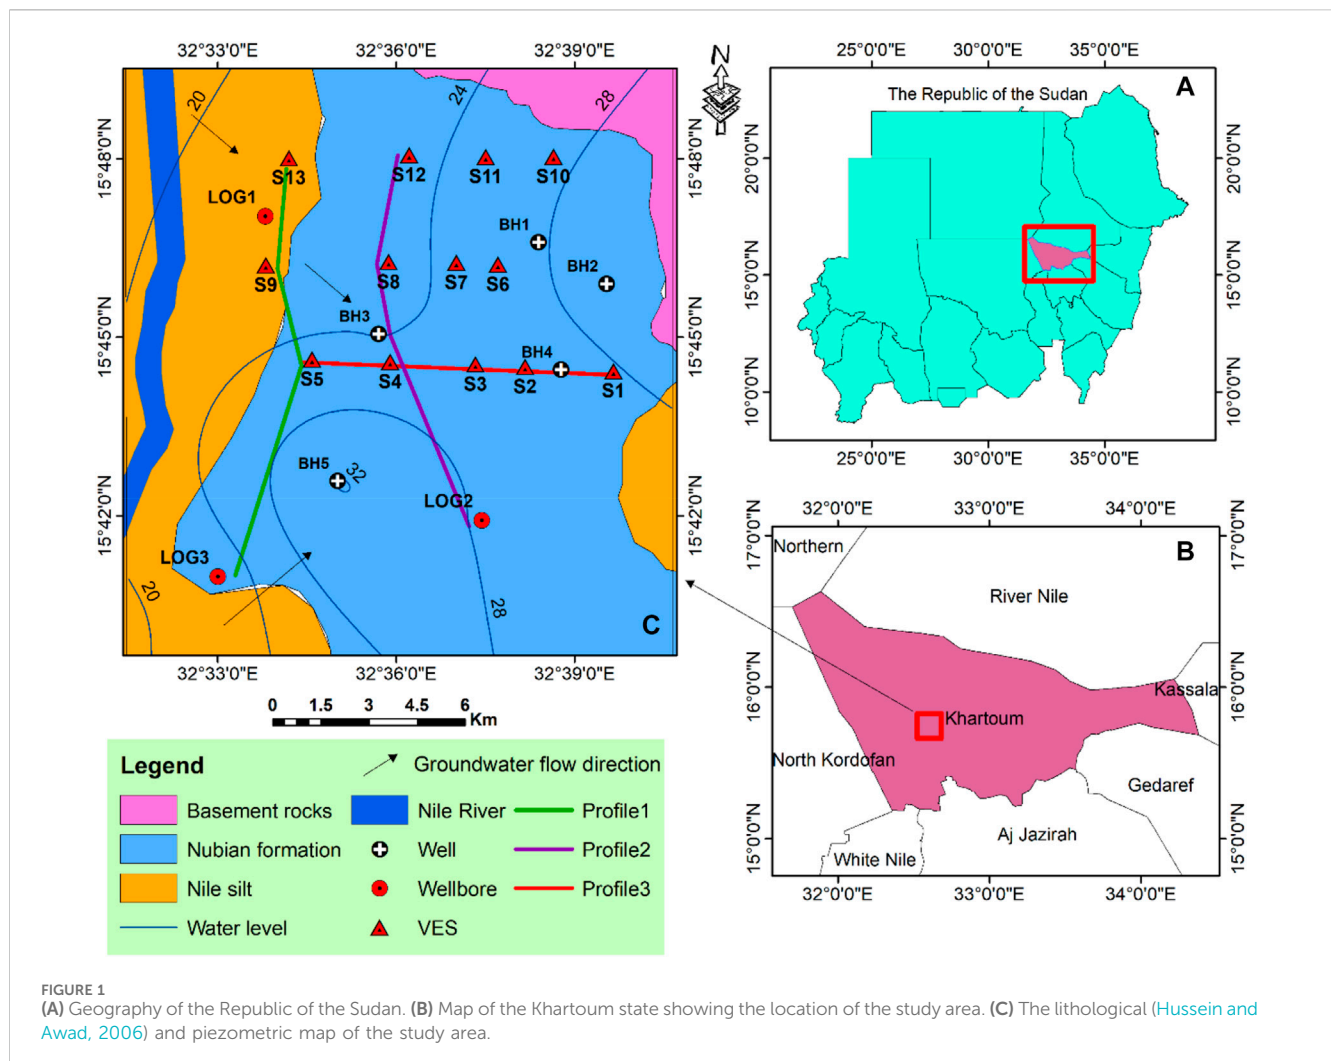 32°33'0"E 32°36'0"E 32°39'0"E
15°48'0"N
15°45'0"N
15°42'0"N
20
24
28
S13
S12
S11
S10
LOG1
BH1
BH2
S9
S8
S7
S6
BH3
BH4
S5
S4
S3
S2
S1
BH5
32
LOG2
LOG3
20
28
C
15°48'0"N
15°45'0"N
15°42'0"N
32°33'0"E 32°36'0"E 32°39'0"E
0 1.5 3 4.5 6
Km
N
25°0'0"E 30°0'0"E 35°0'0"E
The Republic of the Sudan
A
20°0'0"N
15°0'0"N
10°0'0"N
20°0'0"N
15°0'0"N
10°0'0"N
25°0'0"E 30°0'0"E 35°0'0"E
32°0'0"E 33°0'0"E 34°0'0"E
17°0'0"N
16°0'0"N
15°0'0"N
Northern
B
River Nile
Kassala
Khartoum
North Kordofan
Gedaref
Aj Jazirah
White Nile
17°0'0"N
16°0'0"N
15°0'0"N
32°0'0"E 33°0'0"E 34°0'0"E
Legend
Groundwater flow direction
Basement rocks
Nile River
Profile1
Nubian formation
Well
Profile2
Nile silt
Wellbore
Profile3
Water level
VES
FIGURE 1
(A) Geography of the Republic of the Sudan. (B) Map of the Khartoum state showing the location of the study area. (C) The lithological (Hussein and
Awad, 2006) and piezometric map of the study area.